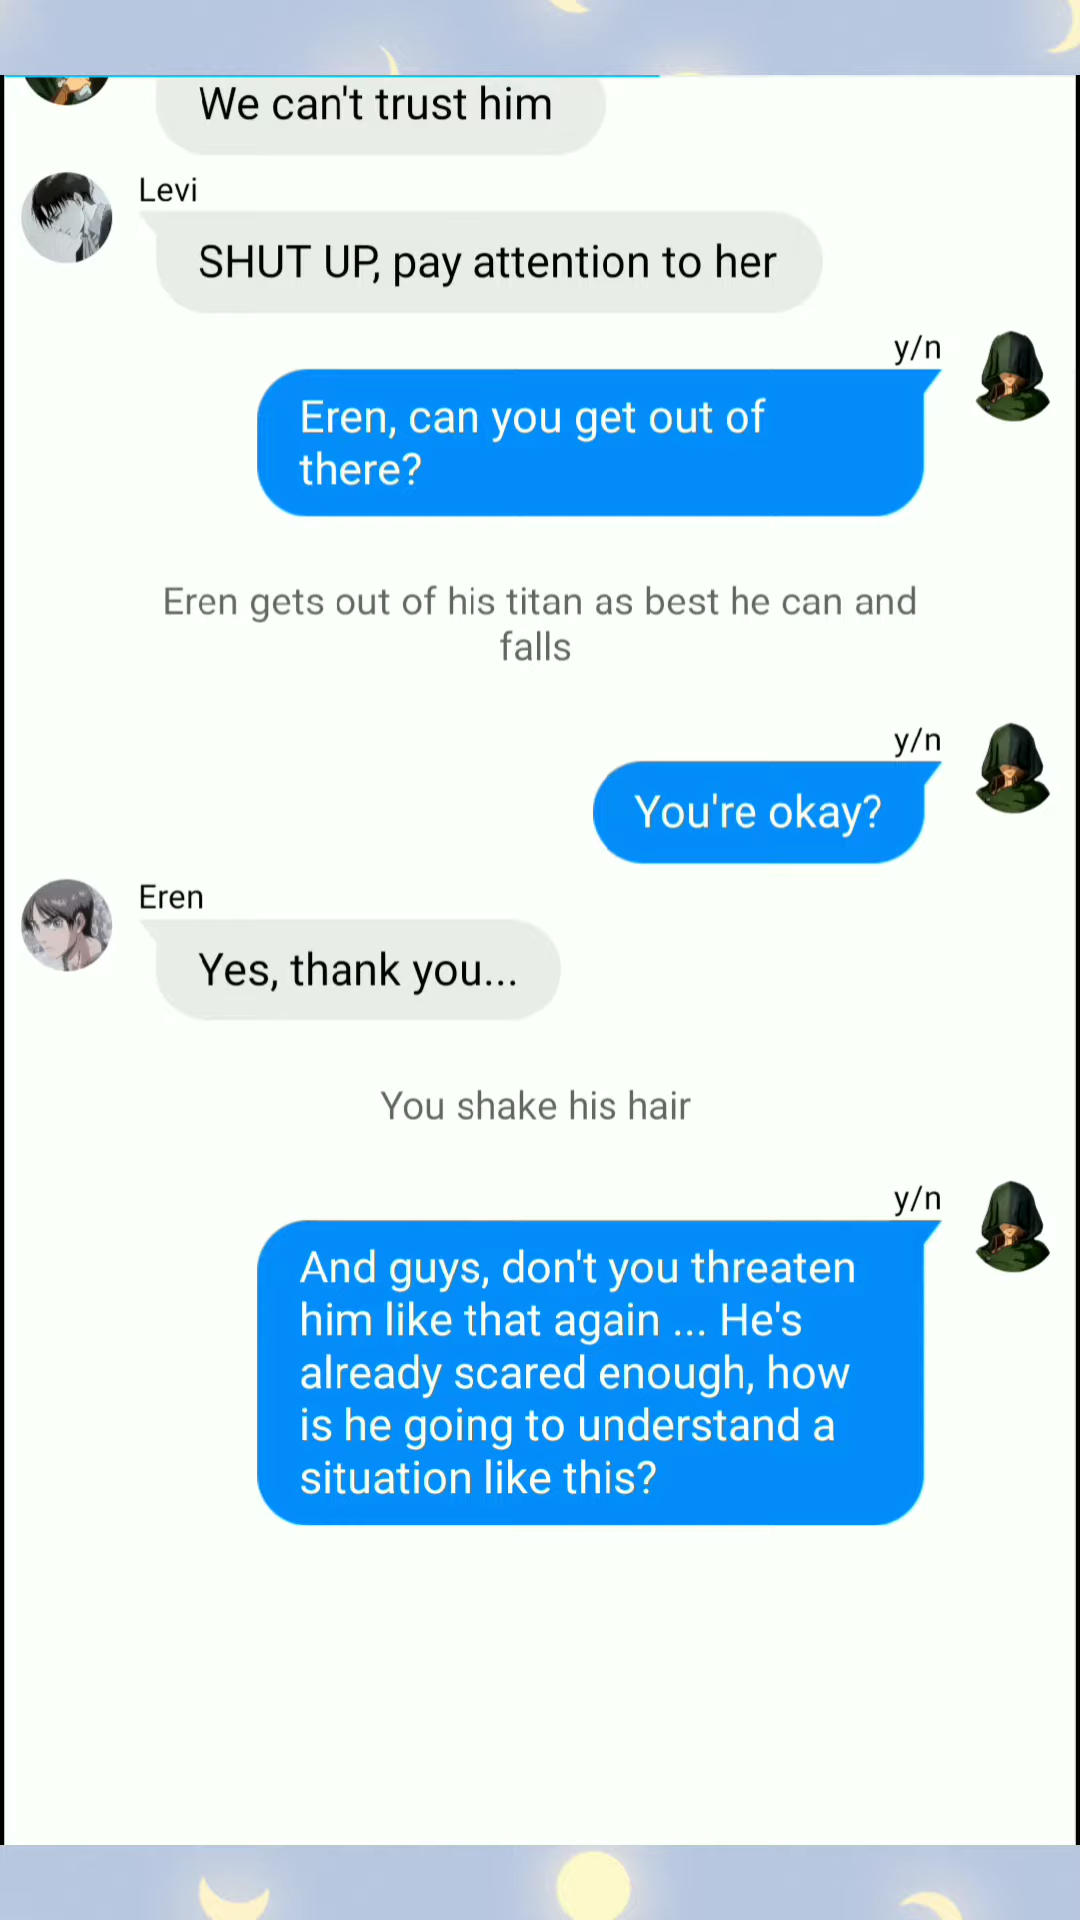 We can't trust him
Levi
SHUT UP, pay attention to her
y/n
Eren, can you get out of
there?
Eren gets out of his titan as best he can and
falls
y/n
You're okay?
Eren
Yes, thank you...
You shake his hair
y/n
And guys, don't you threaten
him like that again ... He's
already scared enough, how
is he going to understand a
situation like this?